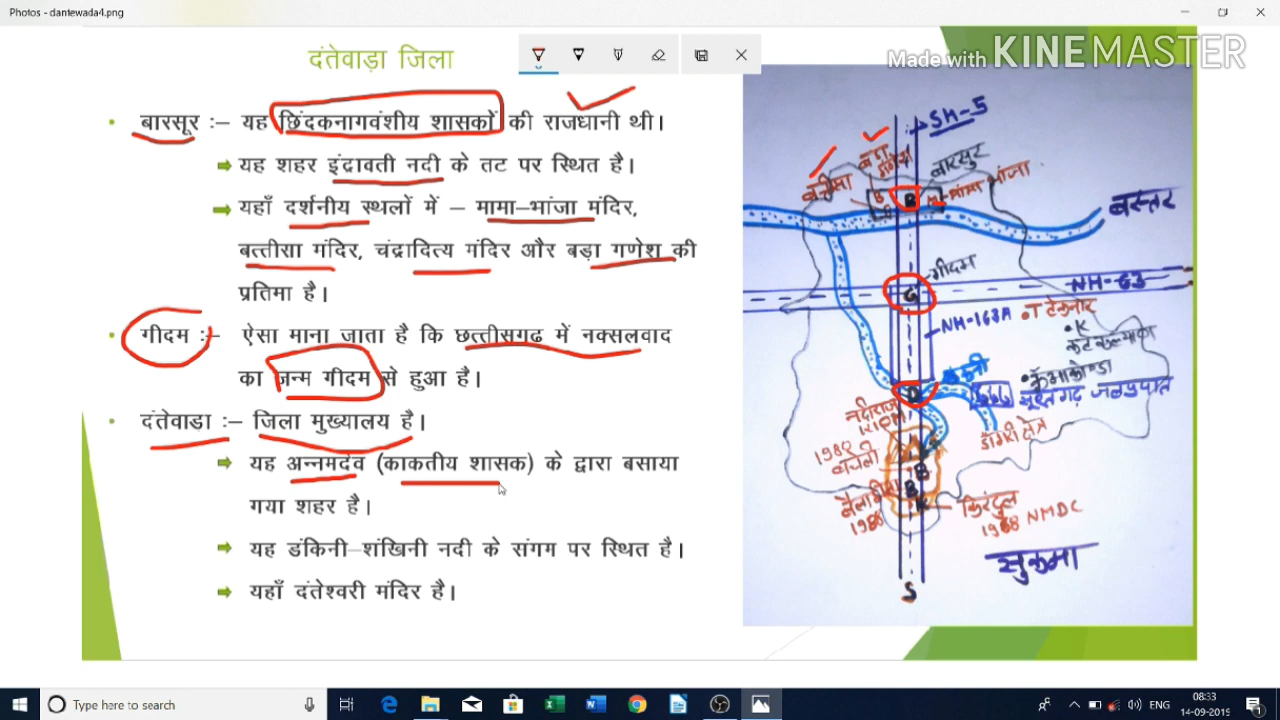 Photos - dantewada4.png
Made with KINEMASTER
दंतेवाड़ा जिला
• बारसूर :– यह छिंदकनागवंशीय शासकों की राजधानी थी।
यह शहर इंद्रावती नदी के तट पर स्थित है।
यहाँ दर्शनीय स्थलों में – मामा–भांजा मंदिर,
बत्तीसा मंदिर, चंद्रादित्य मंदिर और बड़ा गणेश की
प्रतिमा है।
• गीदम :– ऐसा माना जाता है कि छत्तीसगढ में नक्सलवाद
का जन्म गीदम से हुआ है।
• दंतेवाडा :– जिला मुख्यालय है।
यह अन्नमदेव (काकतीय शासक) के द्वारा बसाया
गया शहर है।
यह डंकिनी–शंखिनी नदी के संगम पर स्थित है।
यहाँ दंतेश्वरी मंदिर है।
SH-5
बारसूर
मामा भांजा
B
बस्तर
गीदम
G
NH-63
NH-163A
• T टेकनार
• K
D
1968 NMDC
किरंदुल
सुकमा
S
Type here to search
ENG
08:33
14-09-2019